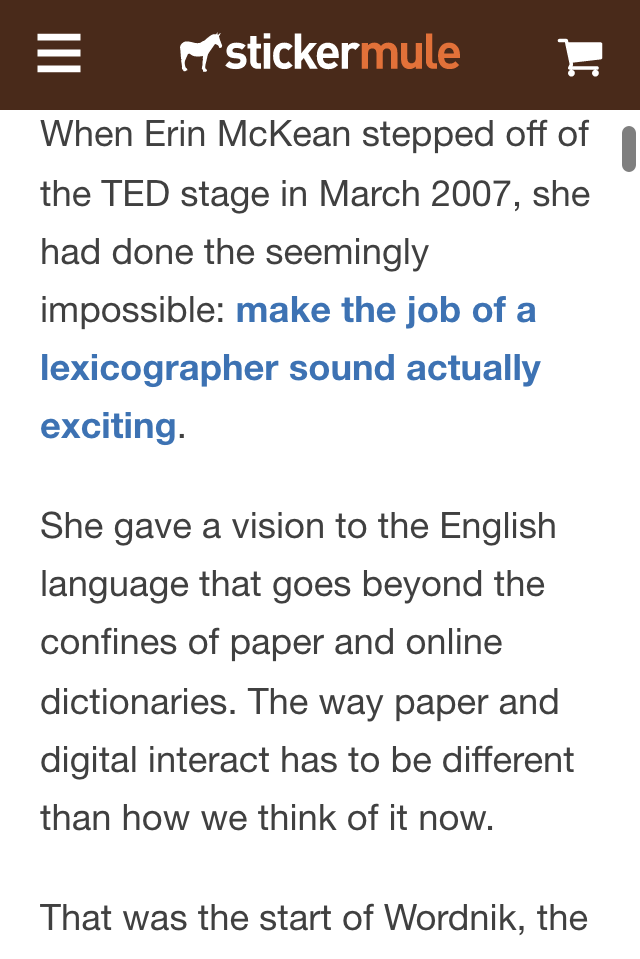 stickermule
When Erin McKean stepped off of
the TED stage in March 2007, she
had done the seemingly
impossible: make the job of a
lexicographer sound actually
exciting.
She gave a vision to the English
language that goes beyond the
confines of paper and online
dictionaries. The way paper and
digital interact has to be different
than how we think of it now.
That was the start of Wordnik, the